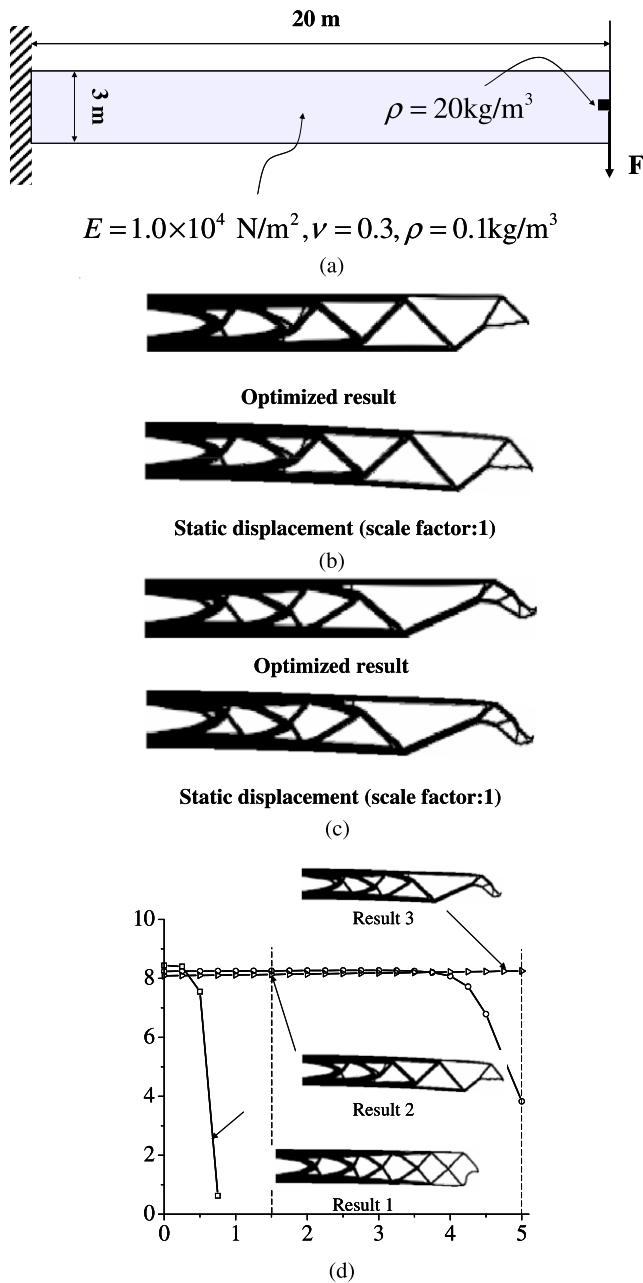 20 m
3 m
ρ = 20kg/m³
F
E = 1.0×10⁴ N/m², ν = 0.3, ρ = 0.1kg/m³
(a)
Optimized result
Static displacement (scale factor:1)
(b)
Optimized result
Static displacement (scale factor:1)
(c)
10
Result 3
8
6
4
Result 2
2
Result 1
0
0 1 2 3 4 5
(d)